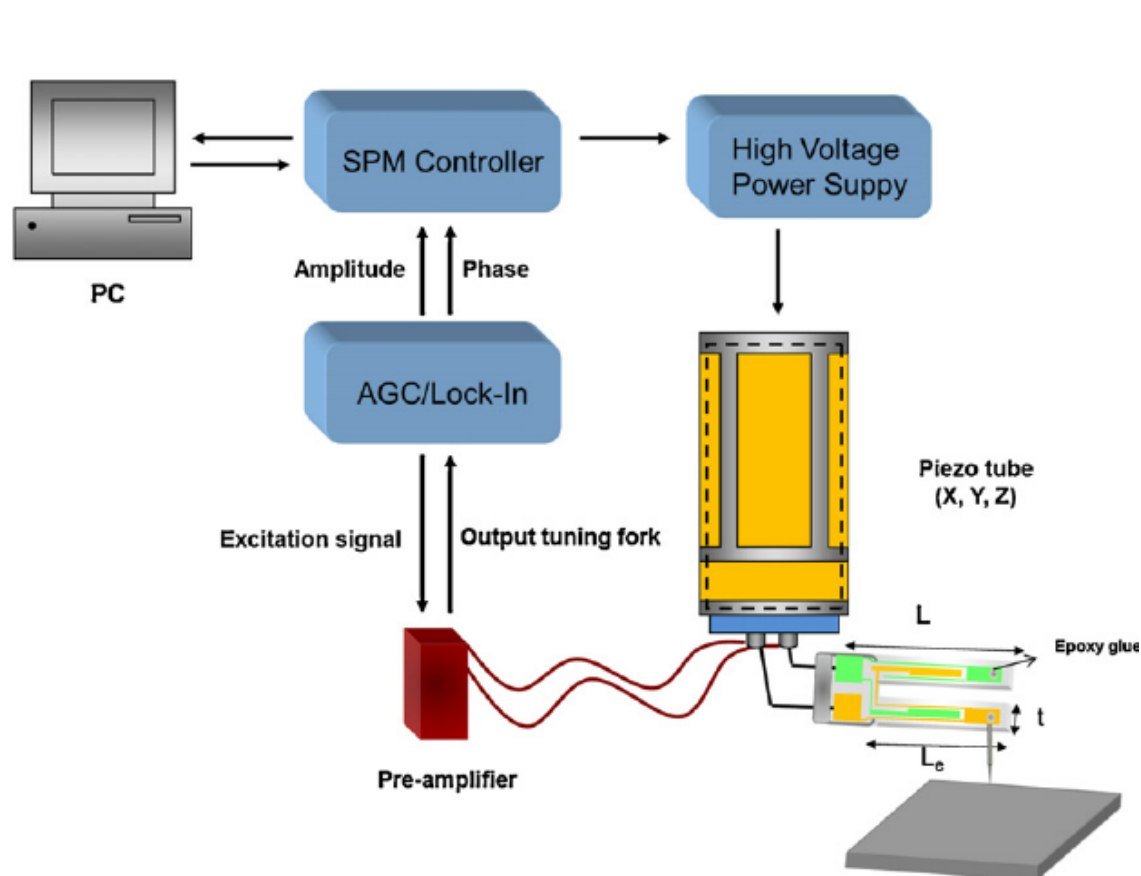 SPM Controller
High Voltage
Power Suppy
PC
Amplitude
Phase
AGC/Lock-In
Piezo tube
(X, Y, Z)
Excitation signal
Output tuning fork
L
Epoxy glue
t
Le
Pre-amplifier